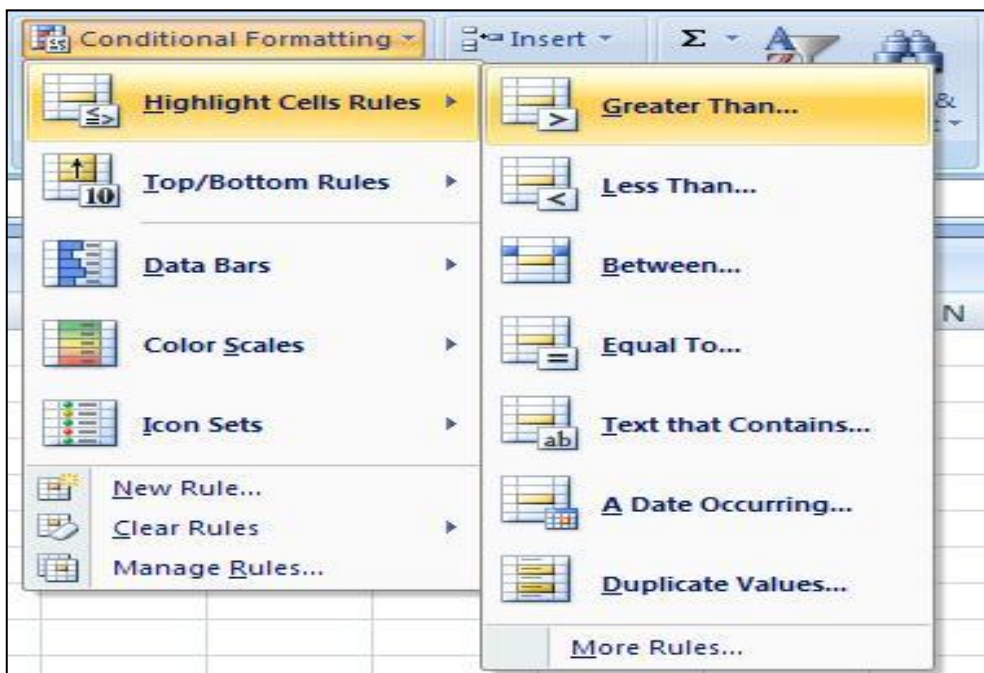 Conditional Formatting
Insert
Σ
A
&
Highlight Cells Rules
Top/Bottom Rules
10
Data Bars
Color Scales
Icon Sets
New Rule...
Clear Rules
Manage Rules...
Greater Than...
>
Less Than...
<
Between...
Equal To...
=
Text that Contains...
ab
A Date Occurring...
Duplicate Values...
More Rules...
N